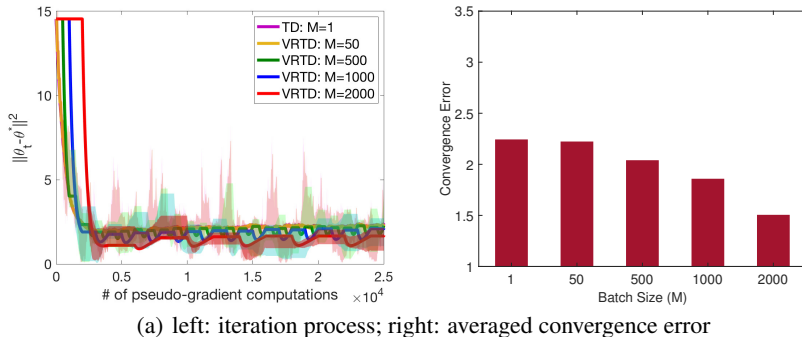 15
10
5
0
||θ_t-θ*||^2
TD: M=1
VRTD: M=50
VRTD: M=500
VRTD: M=1000
VRTD: M=2000
0 0.5 1 1.5 2 2.5
×10^4
# of pseudo-gradient computations
3.5
3
2.5
2
1.5
1
Convergence Error
1 50 500 1000 2000
Batch Size (M)
(a) left: iteration process; right: averaged convergence error